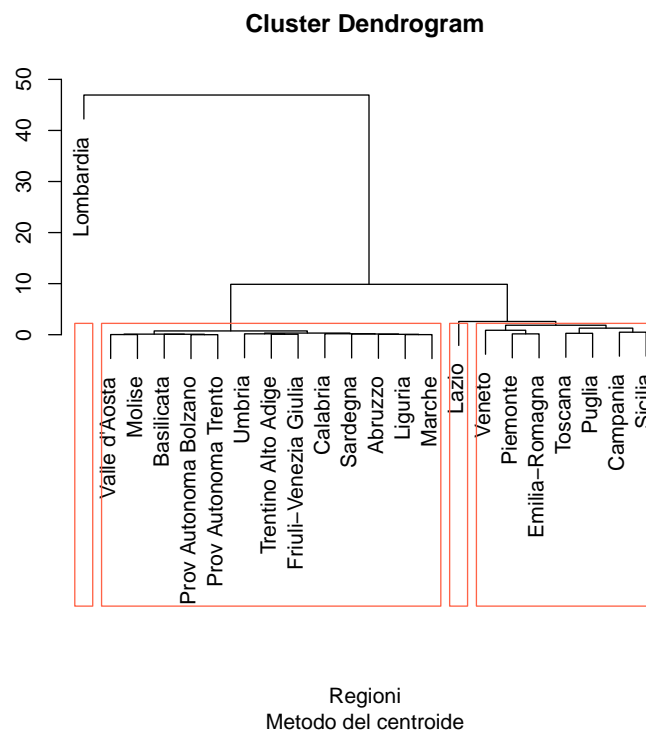 Cluster Dendrogram
50
40
30
20
10
0
Lombardia
Valle d'Aosta
Molise
Basilicata
Prov Autonoma Bolzano
Prov Autonoma Trento
Umbria
Trentino Alto Adige
Friuli−Venezia Giulia
Calabria
Sardegna
Abruzzo
Liguria
Marche
Lazio
Veneto
Piemonte
Emilia−Romagna
Toscana
Puglia
Campania
Sicilia
Regioni
Metodo del centroide